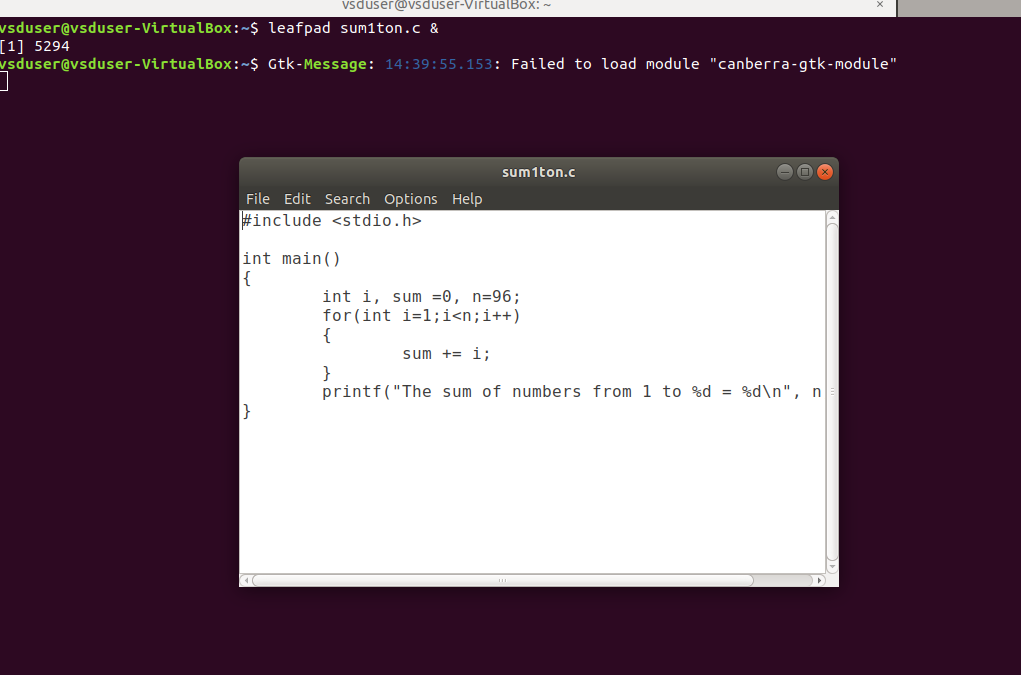 vsduser@vsduser-VirtualBox: ~
vsduser@vsduser-VirtualBox:~$ leafpad sum1ton.c &
[1] 5294
vsduser@vsduser-VirtualBox:~$ Gtk-Message: 14:39:55.153: Failed to load module "canberra-gtk-module"
sum1ton.c
File Edit Search Options Help
#include <stdio.h>
int main()
{
int i, sum =0, n=96;
for(int i=1;i<n;i++)
{
sum += i;
}
printf("The sum of numbers from 1 to %d = %d\n", n
}